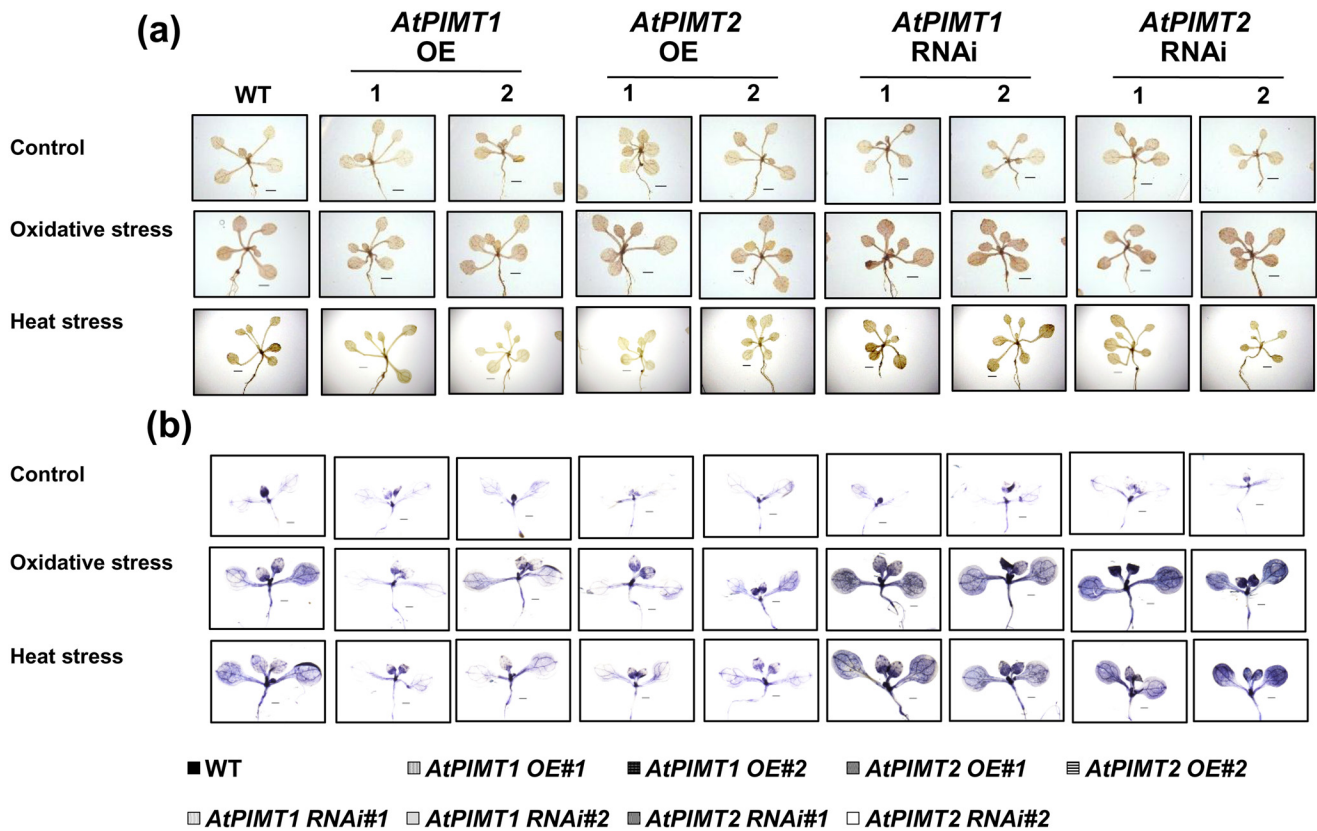 (a)
AtPIMT1 AtPIMT2 AtPIMT1 AtPIMT2
OE OE RNAi RNAi
WT 1 2 1 2 1 2 1 2
Control
Oxidative stress
Heat stress
(b)
Control
Oxidative stress
Heat stress
WT AtPIMT1 OE#1 AtPIMT1 OE#2 AtPIMT2 OE#1 AtPIMT2 OE#2
AtPIMT1 RNAi#1 AtPIMT1 RNAi#2 AtPIMT2 RNAi#1 AtPIMT2 RNAi#2